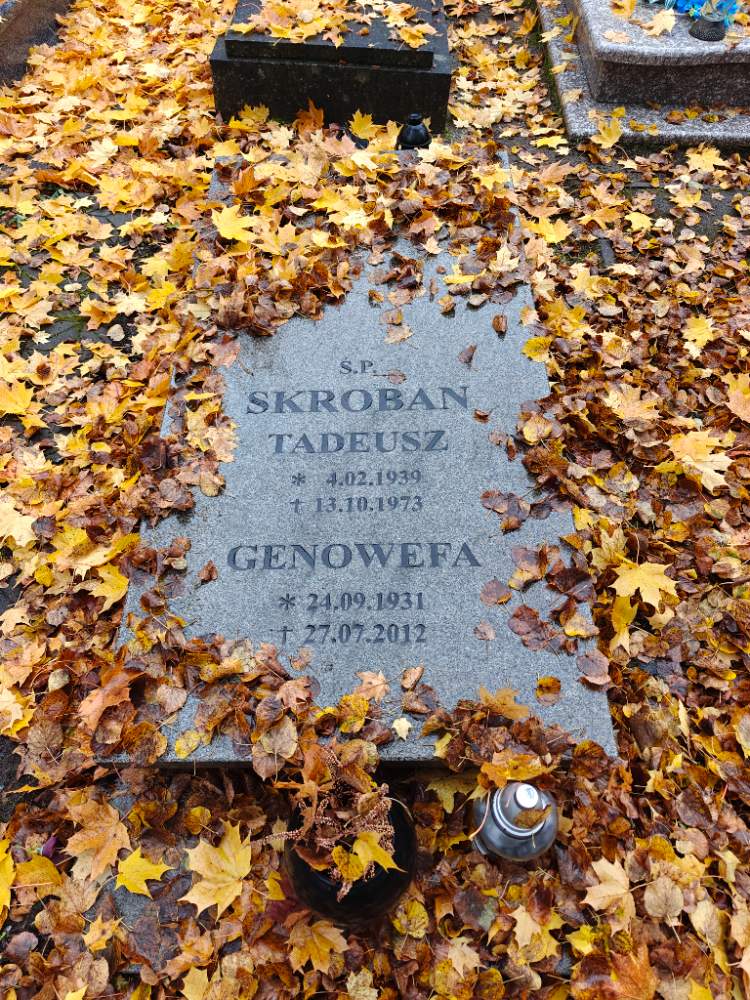 Ś.P.
SKROBAN
TADEUSZ
* 4.02.1939
† 13.10.1973
GENOWEFA
* 24.09.1931
† 27.07.2012